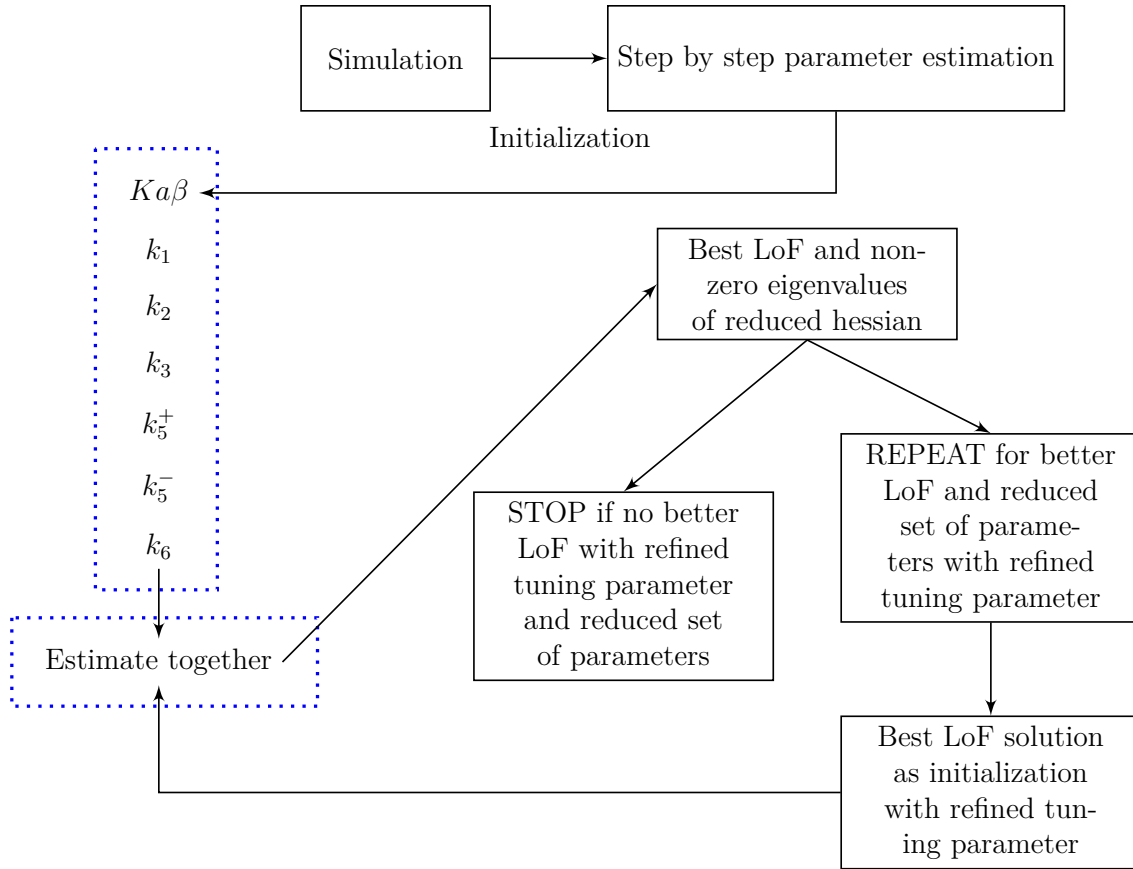 Simulation
Step by step parameter estimation
Initialization
Kaβ
k₁
k₂
k₃
k₅⁺
k₅⁻
k₆
Estimate together
Best LoF and non-
zero eigenvalues
of reduced hessian
STOP if no better
LoF with refined
tuning parameter
and reduced set
of parameters
REPEAT for better
LoF and reduced
set of parame-
ters with refined
tuning parameter
Best LoF solution
as initialization
with refined tun-
ing parameter